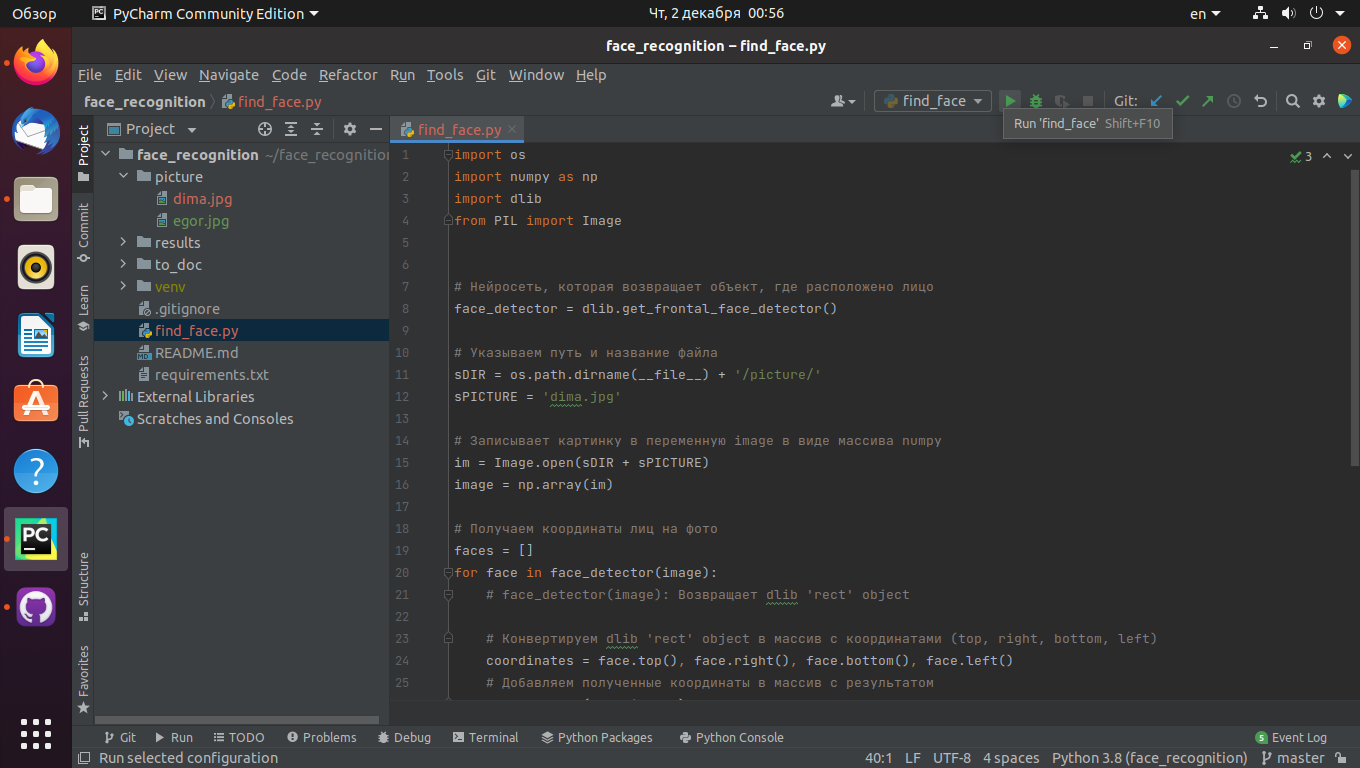 Обзор PyCharm Community Edition Чт, 2 декабря 00:56 en
face_recognition – find_face.py
File Edit View Navigate Code Refactor Run Tools Git Window Help
face_recognition find_face.py find_face Git:
Run 'find_face' Shift+F10
Project
Project
find_face.py
face_recognition ~/face_recognition
picture
dima.jpg
egor.jpg
results
to_doc
venv
.gitignore
find_face.py
README.md
requirements.txt
External Libraries
Scratches and Consoles
Commit
Learn
Pull Requests
Structure
Favorites
3
1 import os
2 import numpy as np
3 import dlib
4 from PIL import Image
5
6
7 # Нейросеть, которая возвращает объект, где расположено лицо
8 face_detector = dlib.get_frontal_face_detector()
9
10 # Указываем путь и название файла
11 sDIR = os.path.dirname(__file__) + '/picture/'
12 sPICTURE = 'dima.jpg'
13
14 # Записывает картинку в переменную image в виде массива numpy
15 im = Image.open(sDIR + sPICTURE)
16 image = np.array(im)
17
18 # Получаем координаты лиц на фото
19 faces = []
20 for face in face_detector(image):
21 # face_detector(image): Возвращает dlib 'rect' object
22
23 # Конвертируем dlib 'rect' object в массив с координатами (top, right, bottom, left)
24 coordinates = face.top(), face.right(), face.bottom(), face.left()
25 # Добавляем полученные координаты в массив с результатом
Git Run TODO Problems Debug Terminal Python Packages Python Console 5 Event Log
Run selected configuration 40:1 LF UTF-8 4 spaces Python 3.8 (face_recognition) master